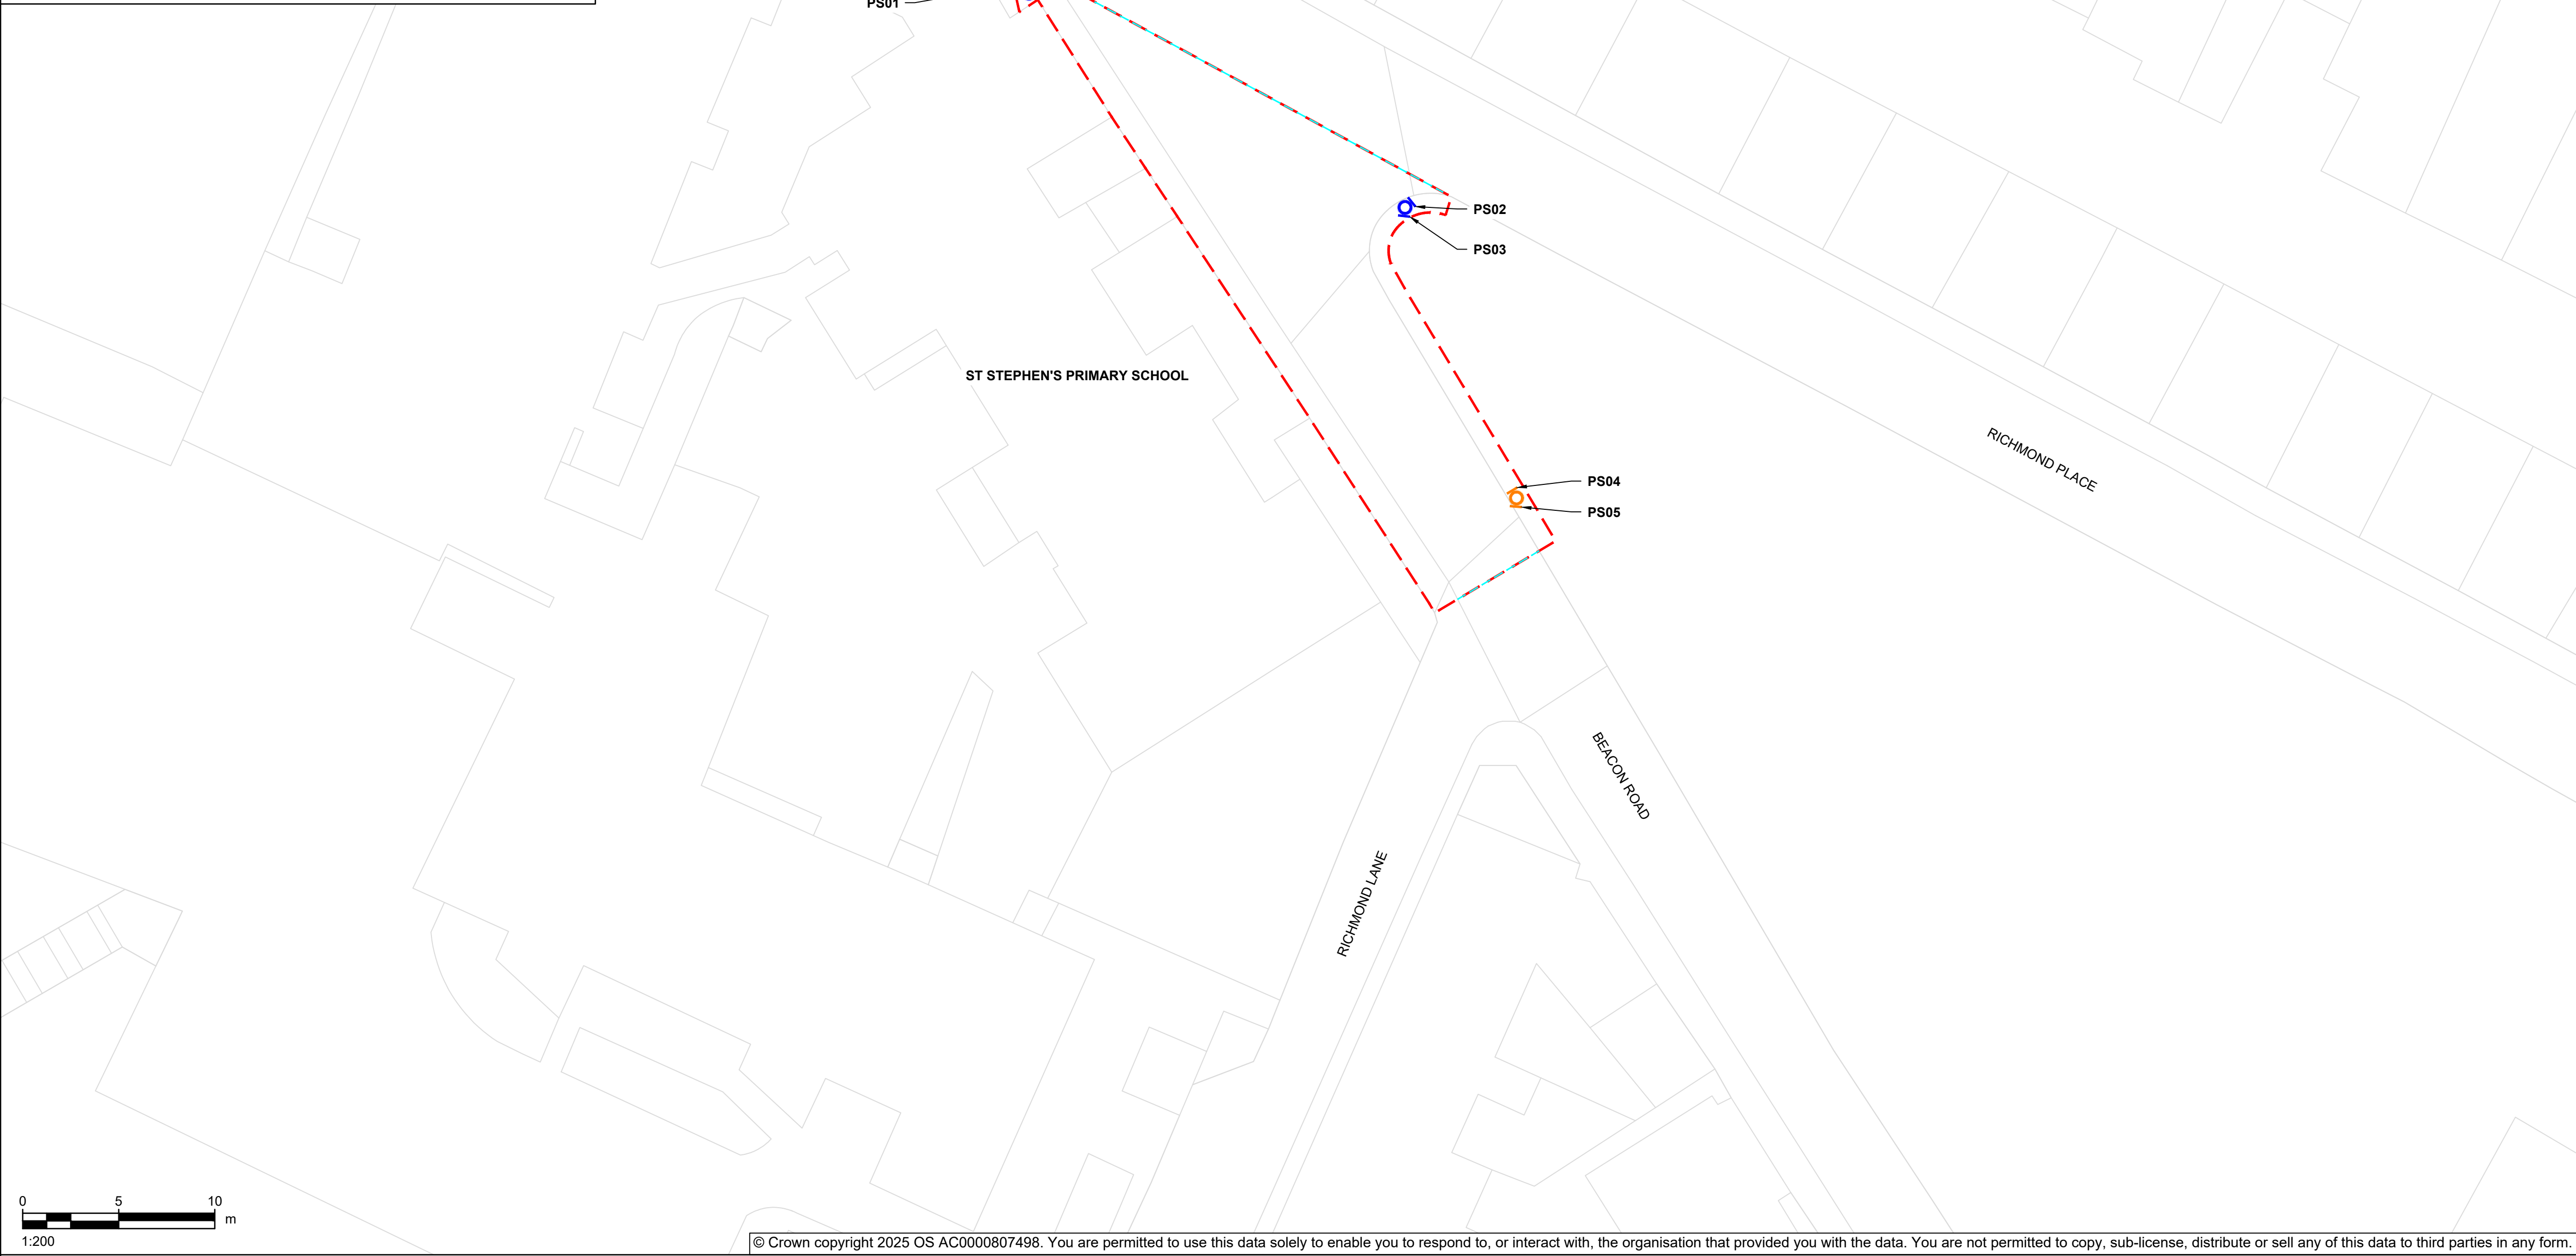 PS01
PS02
PS03
ST STEPHEN'S PRIMARY SCHOOL
RICHMOND PLACE
PS04
PS05
BEACON ROAD
RICHMOND LANE
0 5 10
m
1:200
© Crown copyright 2025 OS AC0000807498. You are permitted to use this data solely to enable you to respond to, or interact with, the organisation that provided you with the data. You are not permitted to copy, sub-license, distribute or sell any of this data to third parties in any form.